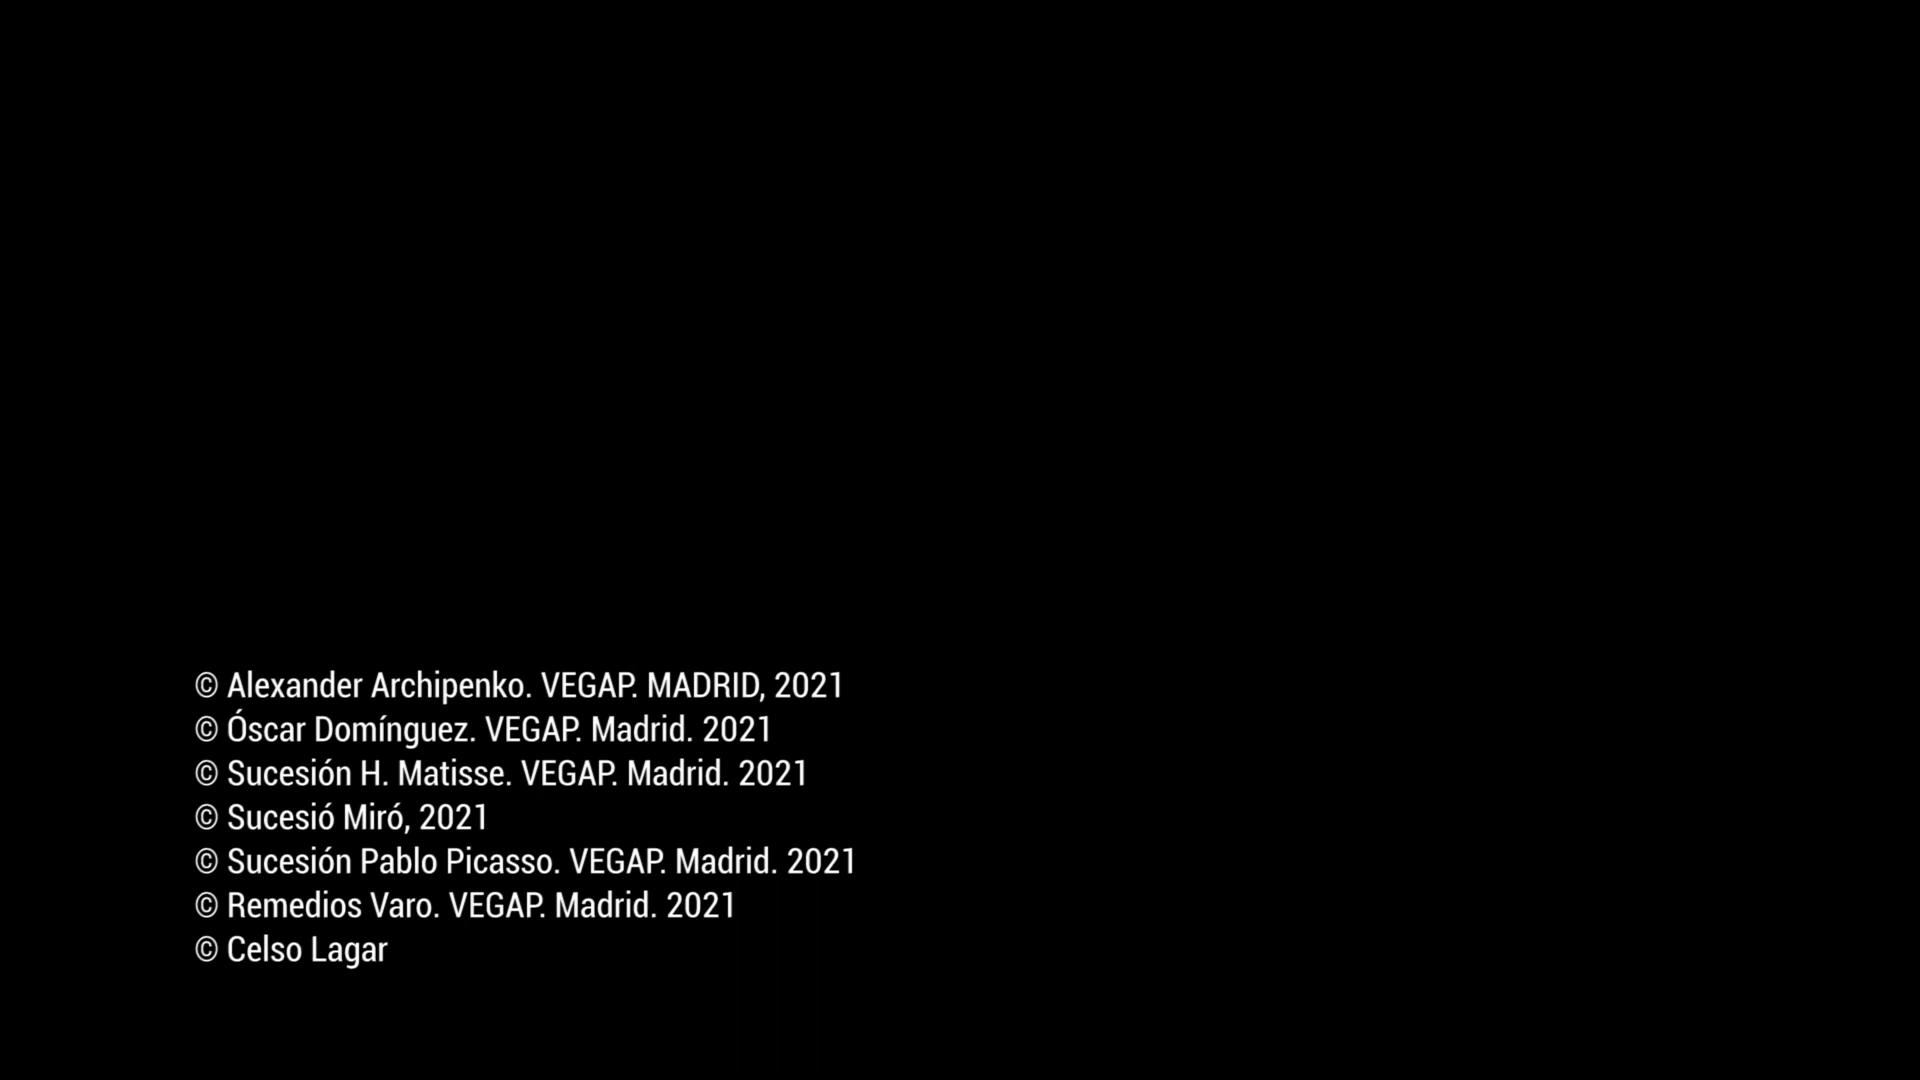 © Alexander Archipenko. VEGAP. MADRID, 2021
© Óscar Domínguez. VEGAP. Madrid. 2021
© Sucesión H. Matisse. VEGAP. Madrid. 2021
© Sucesió Miró, 2021
© Sucesión Pablo Picasso. VEGAP. Madrid. 2021
© Remedios Varo. VEGAP. Madrid. 2021
© Celso Lagar